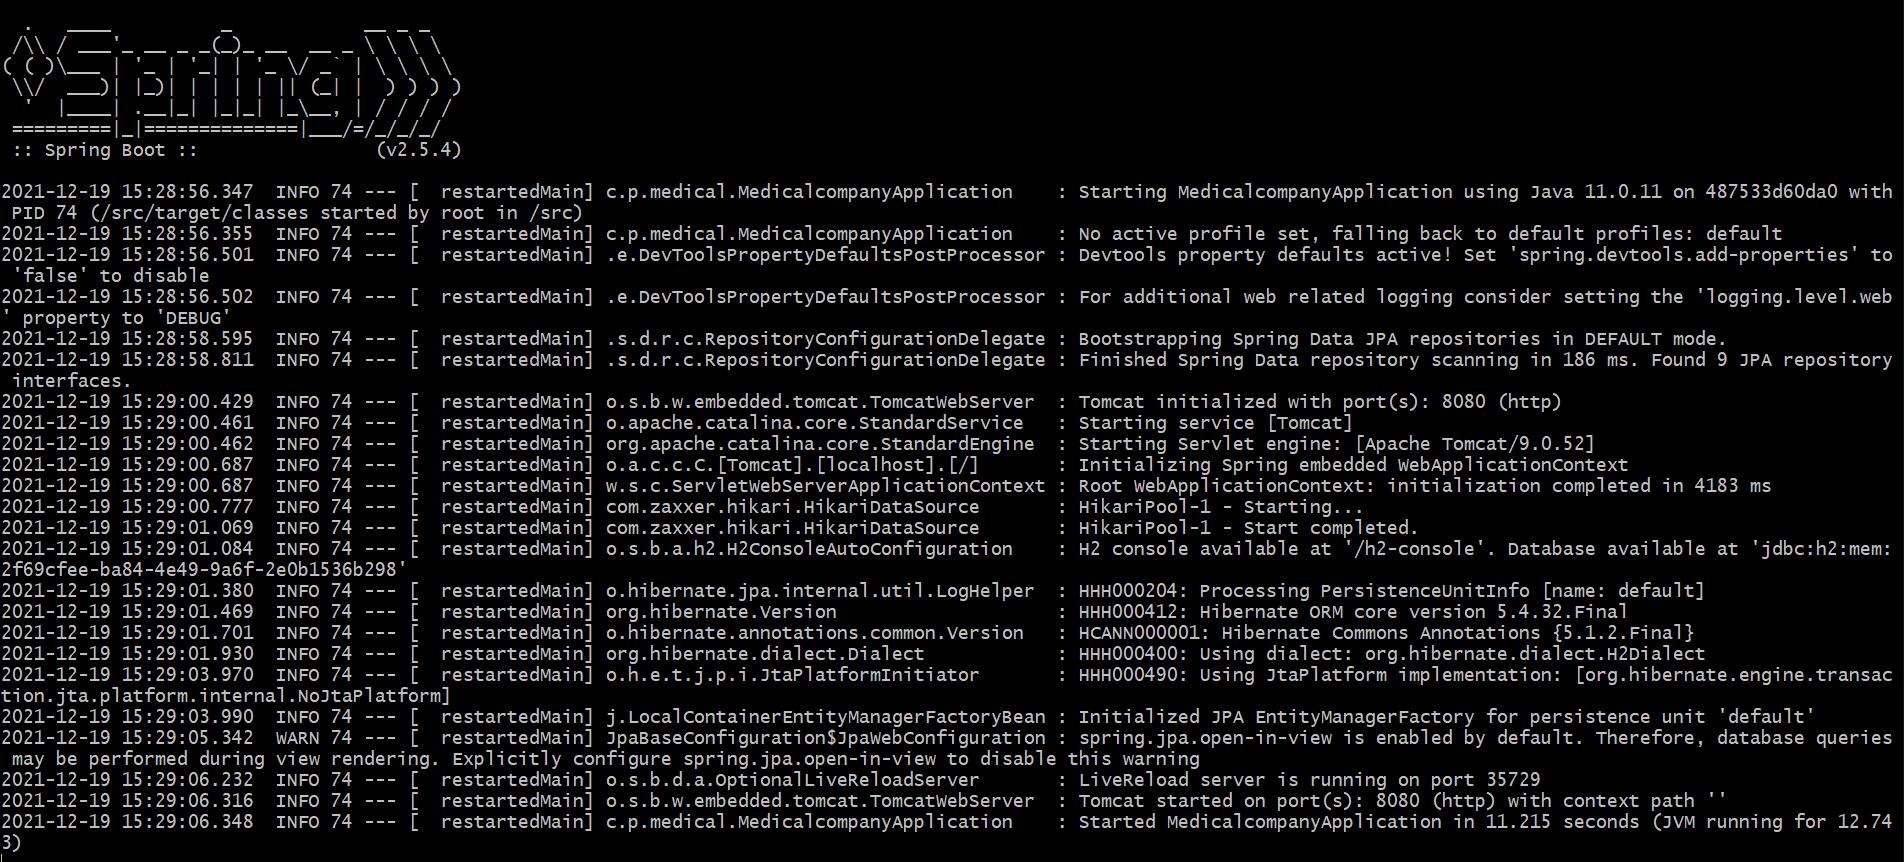 .   ____          _            __ _ _
 /\\ / ___'_ __ _ _(_)_ __  __ _ \ \ \ \
( ( )\___ | '_ | '_| | '_ \/ _` | \ \ \ \
 \\/  ___)| |_)| | | | | || (_| |  ) ) ) )
  '  |____| .__|_| |_|_| |_\__, | / / / /
 =========|_|==============|___/=/_/_/_/
 :: Spring Boot ::                (v2.5.4)
2021-12-19 15:28:56.347  INFO 74 --- [  restartedMain] c.p.medical.MedicalcompanyApplication    : Starting MedicalcompanyApplication using Java 11.0.11 on 487533d60da0 with
 PID 74 (/src/target/classes started by root in /src)
2021-12-19 15:28:56.355  INFO 74 --- [  restartedMain] c.p.medical.MedicalcompanyApplication    : No active profile set, falling back to default profiles: default
2021-12-19 15:28:56.501  INFO 74 --- [  restartedMain] .e.DevToolsPropertyDefaultsPostProcessor : Devtools property defaults active! Set 'spring.devtools.add-properties' to
 'false' to disable
2021-12-19 15:28:56.502  INFO 74 --- [  restartedMain] .e.DevToolsPropertyDefaultsPostProcessor : For additional web related logging consider setting the 'logging.level.web
' property to 'DEBUG'
2021-12-19 15:28:58.595  INFO 74 --- [  restartedMain] .s.d.r.c.RepositoryConfigurationDelegate : Bootstrapping Spring Data JPA repositories in DEFAULT mode.
2021-12-19 15:28:58.811  INFO 74 --- [  restartedMain] .s.d.r.c.RepositoryConfigurationDelegate : Finished Spring Data repository scanning in 186 ms. Found 9 JPA repository
 interfaces.
2021-12-19 15:29:00.429  INFO 74 --- [  restartedMain] o.s.b.w.embedded.tomcat.TomcatWebServer  : Tomcat initialized with port(s): 8080 (http)
2021-12-19 15:29:00.461  INFO 74 --- [  restartedMain] o.apache.catalina.core.StandardService   : Starting service [Tomcat]
2021-12-19 15:29:00.462  INFO 74 --- [  restartedMain] org.apache.catalina.core.StandardEngine  : Starting Servlet engine: [Apache Tomcat/9.0.52]
2021-12-19 15:29:00.687  INFO 74 --- [  restartedMain] o.a.c.c.C.[Tomcat].[localhost].[/]       : Initializing Spring embedded WebApplicationContext
2021-12-19 15:29:00.687  INFO 74 --- [  restartedMain] w.s.c.ServletWebServerApplicationContext : Root WebApplicationContext: initialization completed in 4183 ms
2021-12-19 15:29:00.777  INFO 74 --- [  restartedMain] com.zaxxer.hikari.HikariDataSource       : HikariPool-1 - Starting...
2021-12-19 15:29:01.069  INFO 74 --- [  restartedMain] com.zaxxer.hikari.HikariDataSource       : HikariPool-1 - Start completed.
2021-12-19 15:29:01.084  INFO 74 --- [  restartedMain] o.s.b.a.h2.H2ConsoleAutoConfiguration    : H2 console available at '/h2-console'. Database available at 'jdbc:h2:mem:
2f69cfee-ba84-4e49-9a6f-2e0b1536b298'
2021-12-19 15:29:01.380  INFO 74 --- [  restartedMain] o.hibernate.jpa.internal.util.LogHelper  : HHH000204: Processing PersistenceUnitInfo [name: default]
2021-12-19 15:29:01.469  INFO 74 --- [  restartedMain] org.hibernate.Version                    : HHH000412: Hibernate ORM core version 5.4.32.Final
2021-12-19 15:29:01.701  INFO 74 --- [  restartedMain] o.hibernate.annotations.common.Version   : HCANN000001: Hibernate Commons Annotations {5.1.2.Final}
2021-12-19 15:29:01.930  INFO 74 --- [  restartedMain] org.hibernate.dialect.Dialect            : HHH000400: Using dialect: org.hibernate.dialect.H2Dialect
2021-12-19 15:29:03.970  INFO 74 --- [  restartedMain] o.h.e.t.j.p.i.JtaPlatformInitiator       : HHH000490: Using JtaPlatform implementation: [org.hibernate.engine.transac
tion.jta.platform.internal.NoJtaPlatform]
2021-12-19 15:29:03.990  INFO 74 --- [  restartedMain] j.LocalContainerEntityManagerFactoryBean : Initialized JPA EntityManagerFactory for persistence unit 'default'
2021-12-19 15:29:05.342  WARN 74 --- [  restartedMain] JpaBaseConfiguration$JpaWebConfiguration : spring.jpa.open-in-view is enabled by default. Therefore, database queries
 may be performed during view rendering. Explicitly configure spring.jpa.open-in-view to disable this warning
2021-12-19 15:29:06.232  INFO 74 --- [  restartedMain] o.s.b.d.a.OptionalLiveReloadServer       : LiveReload server is running on port 35729
2021-12-19 15:29:06.316  INFO 74 --- [  restartedMain] o.s.b.w.embedded.tomcat.TomcatWebServer  : Tomcat started on port(s): 8080 (http) with context path ''
2021-12-19 15:29:06.348  INFO 74 --- [  restartedMain] c.p.medical.MedicalcompanyApplication    : Started MedicalcompanyApplication in 11.215 seconds (JVM running for 12.74
3)